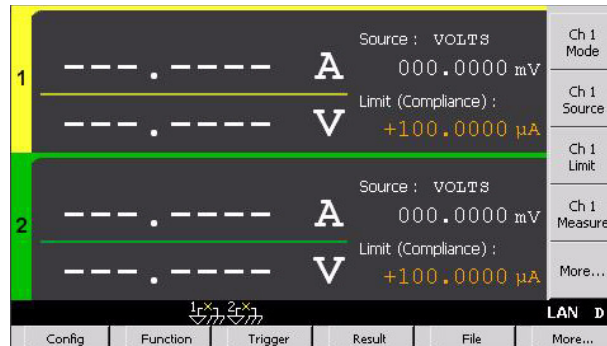 1
---.---- A
Source : VOLTS
000.0000 mV
Limit (Compliance) :
---.---- V
+100.0000 µA
2
---.---- A
Source : VOLTS
000.0000 mV
Limit (Compliance) :
---.---- V
+100.0000 µA
Ch 1
Mode
Ch 1
Source
Ch 1
Limit
Ch 1
Measure
More...
1 2
LAN D
Config Function Trigger Result File More...